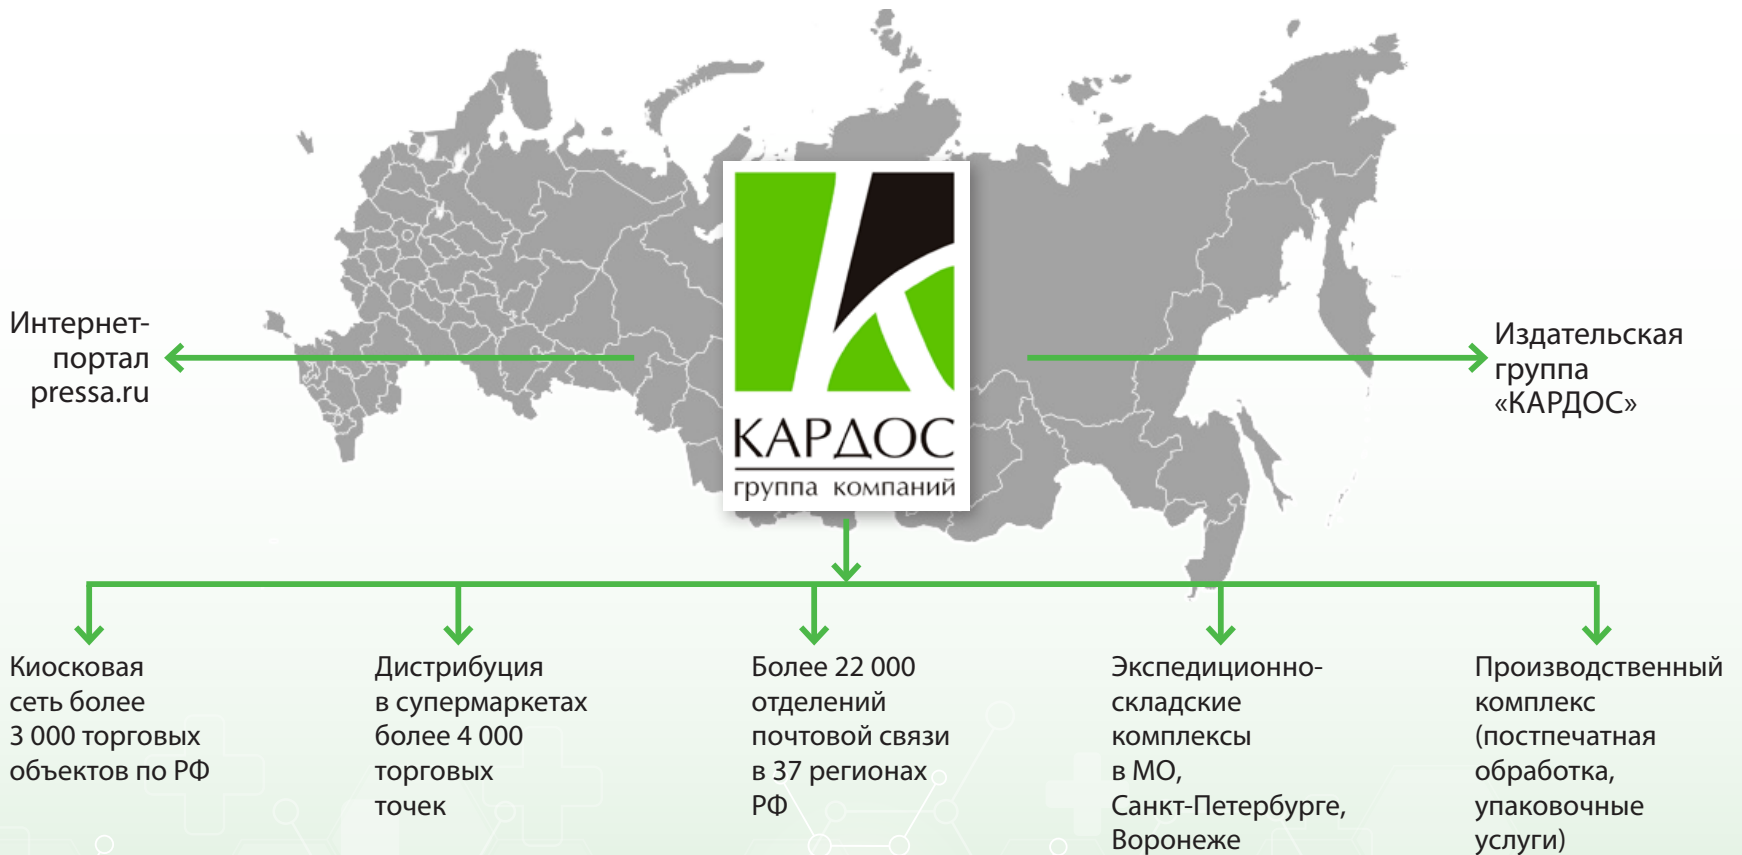 КАРДОС
группа компаний
Интернет-
портал
pressa.ru
Издательская
группа
«КАРДОС»
Киосковая
сеть более
3 000 торговых
объектов по РФ
Дистрибуция
в супермаркетах
более 4 000
торговых
точек
Более 22 000
отделений
почтовой связи
в 37 регионах
РФ
Экспедиционно-
складские
комплексы
в МО,
Санкт-Петербурге,
Воронеже
Производственный
комплекс
(постпечатная
обработка,
упаковочные
услуги)